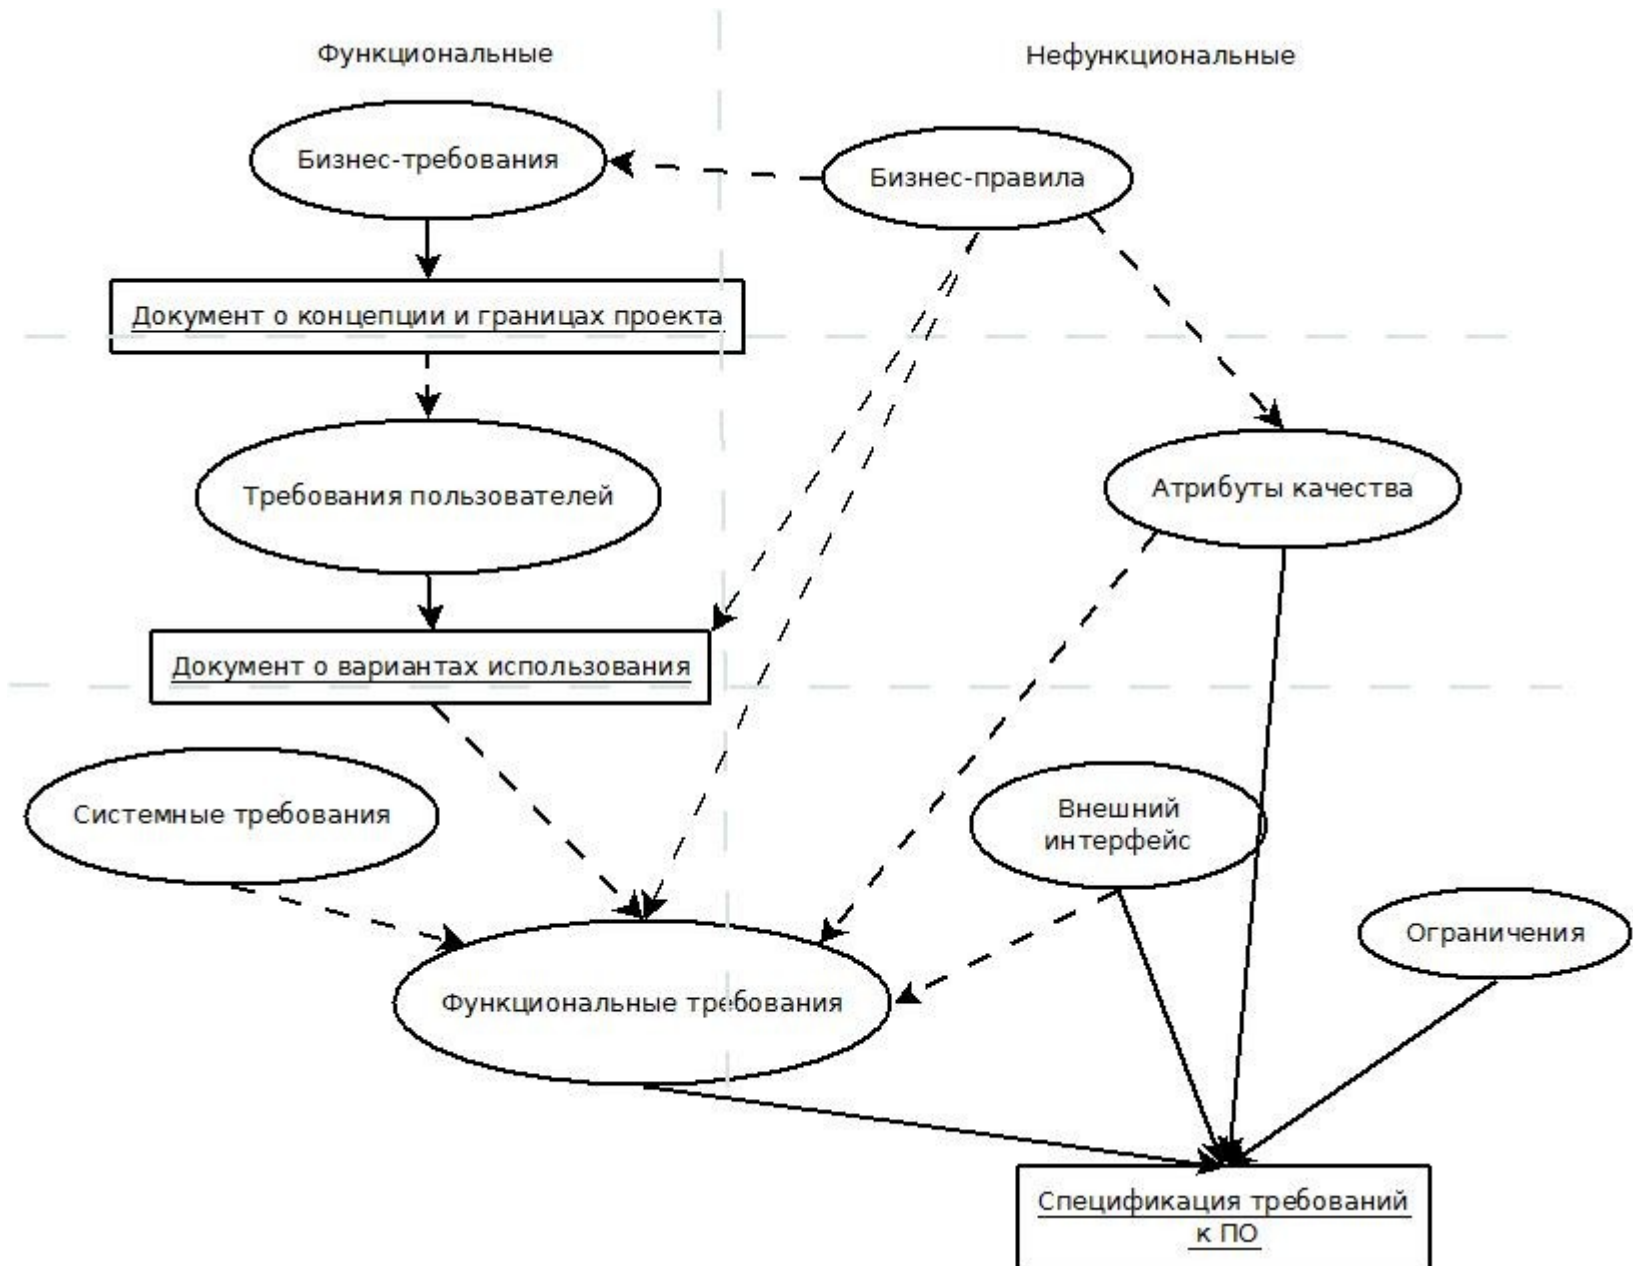 Функциональные
Нефункциональные
Бизнес-требования
Бизнес-правила
Документ о концепции и границах проекта
Требования пользователей
Атрибуты качества
Документ о вариантах использования
Системные требования
Внешний
интерфейс
Ограничения
Функциональные требования
Спецификация требований
к ПО